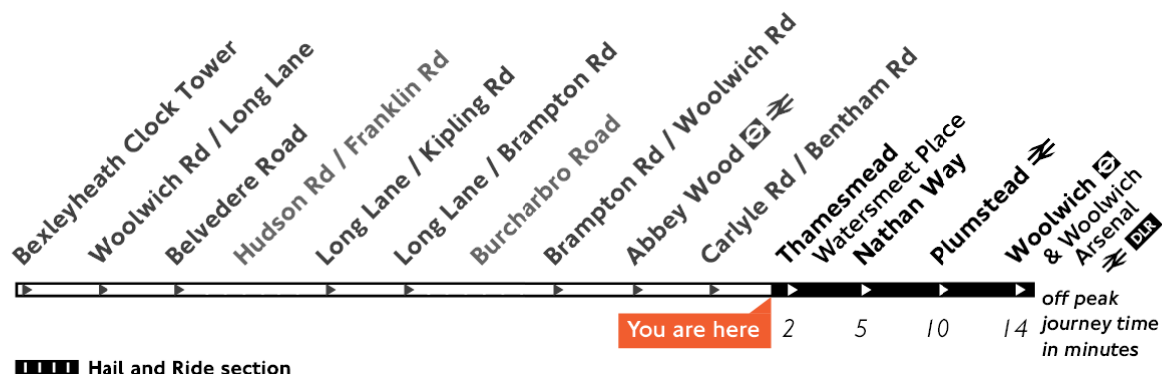 Bexleyheath Clock Tower
Woolwich Rd / Long Lane
Belvedere Road
Hudson Rd / Franklin Rd
Long Lane / Kipling Rd
Long Lane / Brampton Rd
Burcharbro Road
Brampton Rd / Woolwich Rd
Abbey Wood
Carlyle Rd / Bentham Rd
Thamesmead
Watersmeet Place
Nathan Way
Plumstead
Woolwich
& Woolwich
Arsenal
DLR
You are here
2 5 10 14
off peak
journey time
in minutes
Hail and Ride section